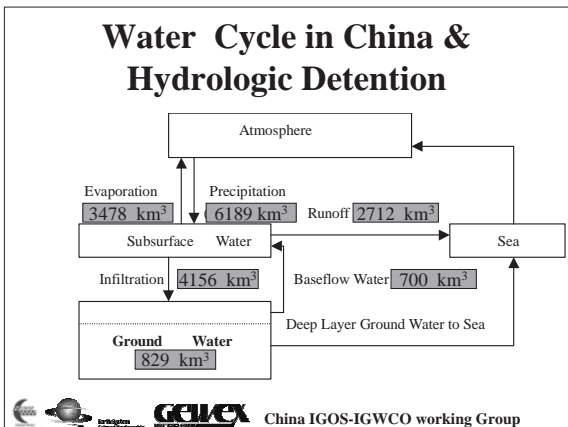 Water Cycle in China &
Hydrologic Detention
Atmosphere
Evaporation Precipitation
3478 km³ 6189 km³ Runoff 2712 km³
Subsurface Water Sea
Infiltration 4156 km³ Baseflow Water 700 km³
Deep Layer Ground Water to Sea
Ground Water
829 km³
GEWEX China IGOS-IGWCO working Group